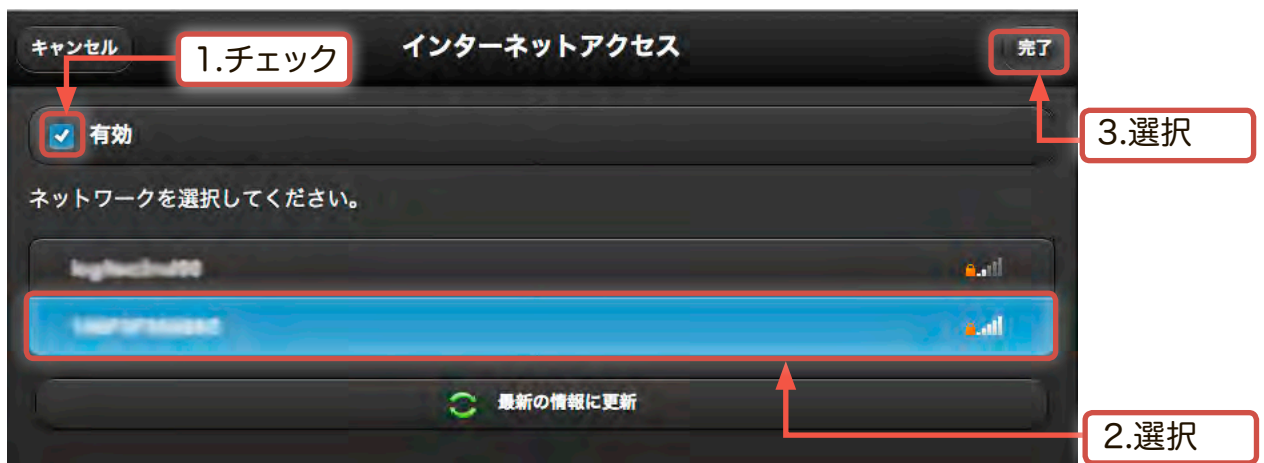 キャンセル
1.チェック
インターネットアクセス
完了
有効
3.選択
ネットワークを選択してください。
最新の情報に更新
2.選択